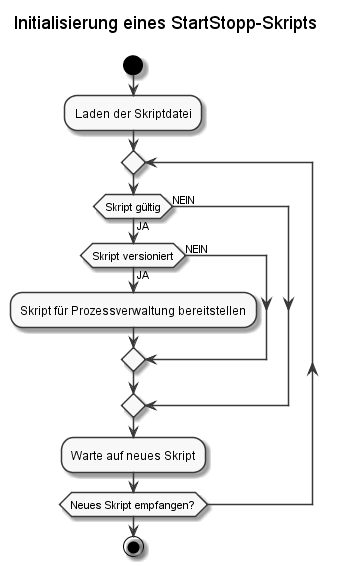 Initialisierung eines StartStopp-Skripts
Laden der Skriptdatei
Skript gültig
NEIN
JA
Skript versioniert
NEIN
JA
Skript für Prozessverwaltung bereitstellen
Warte auf neues Skript
Neues Skript empfangen?